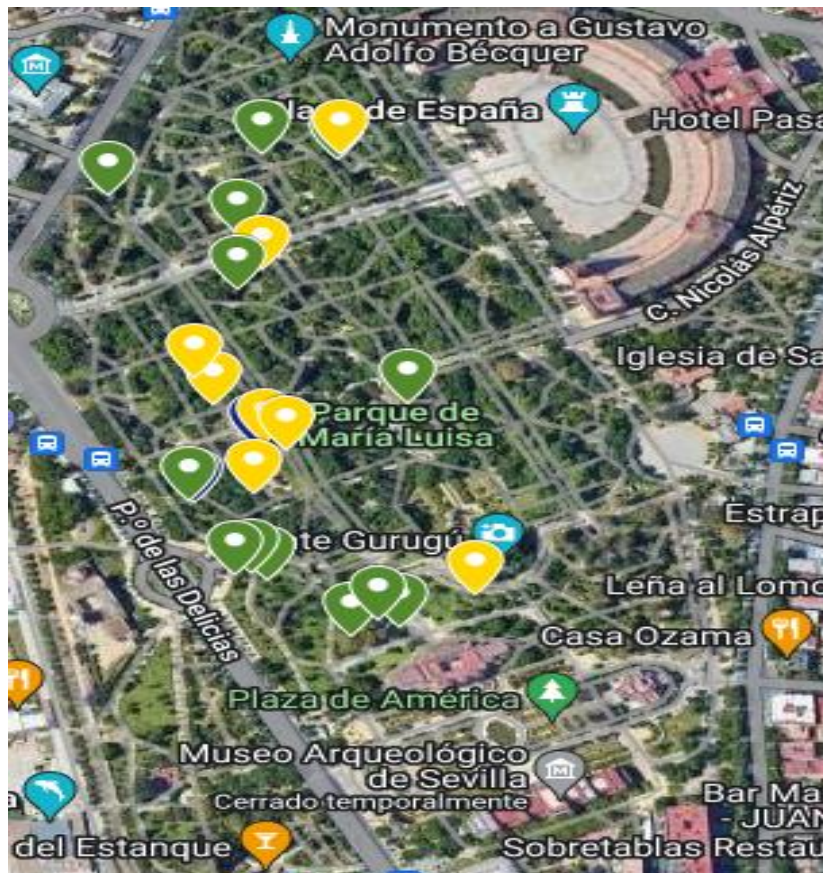 Monumento a Gustavo
Adolfo Bécquer
de España
Hotel Pasa
C. Nicolás Alpériz
Iglesia de Sa
Parque de
María Luisa
Estrap
te Gurugú
P.º de las Delicias
Leña al Lomo
Casa Ozama
Plaza de América
Museo Arqueológico
de Sevilla
Cerrado temporalmente
Bar Ma
- JUAN
del Estanque
Sobretablas Restau